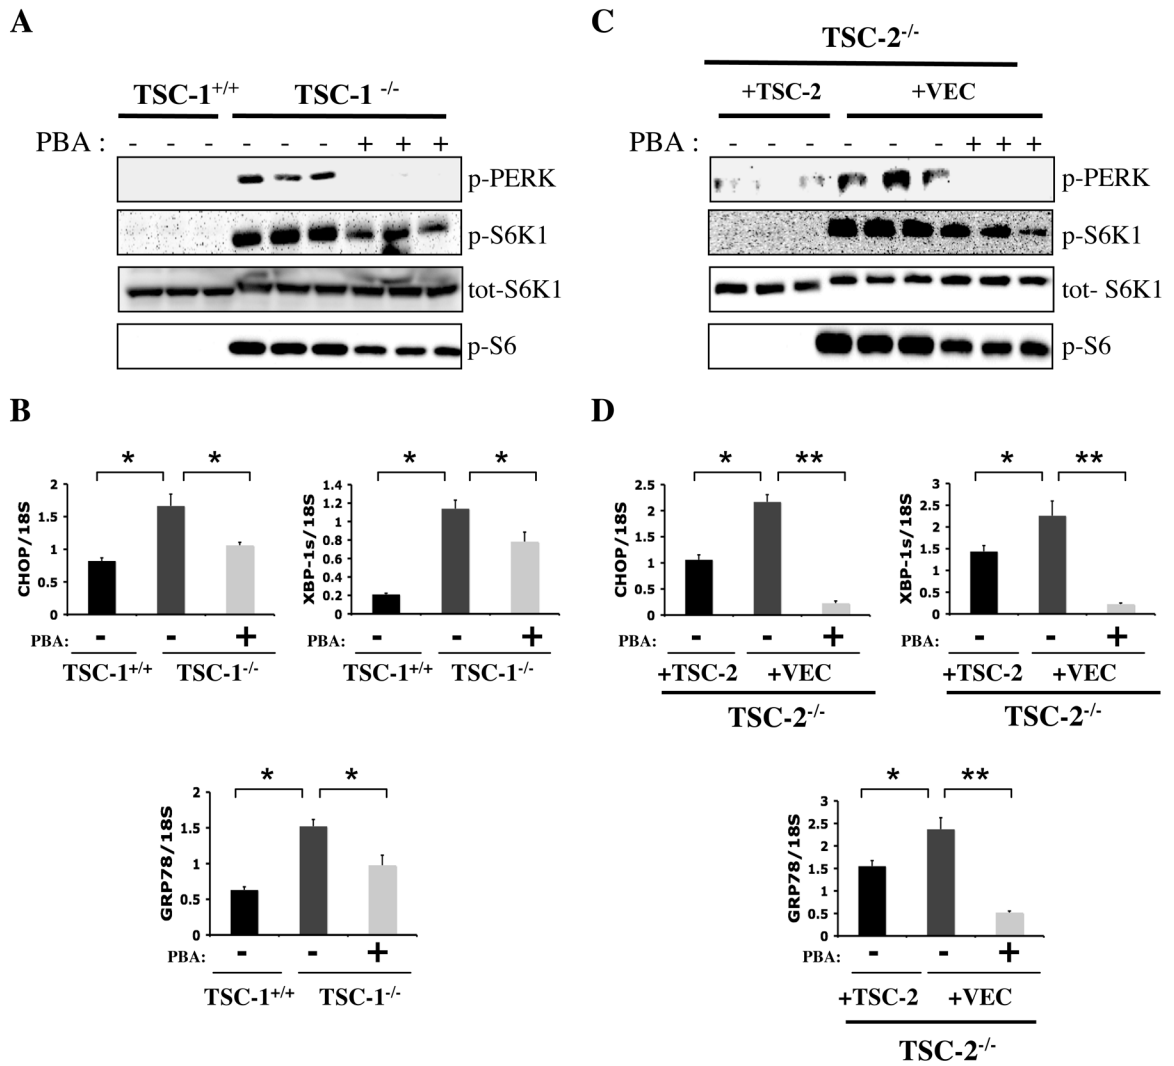 A
TSC-1+/+ TSC-1 -/-
PBA : - - - - - - + + +
p-PERK
p-S6K1
tot-S6K1
p-S6
C
TSC-2-/-
+TSC-2 +VEC
PBA : - - - - - - + + +
p-PERK
p-S6K1
tot- S6K1
p-S6
B
* *
CHOP/18S
2
1.5
1
0.5
0
PBA: - - +
TSC-1+/+ TSC-1-/-
* *
XBP-1s/18S
1.4
1.2
1
0.8
0.6
0.4
0.2
0
PBA: - - +
TSC-1+/+ TSC-1-/-
* *
GRP78/18S
2
1.5
1
0.5
0
PBA: - - +
TSC-1+/+ TSC-1-/-
D
* **
CHOP/18S
2.5
2
1.5
1
0.5
0
PBA: - - +
+TSC-2 +VEC
TSC-2-/-
* **
XBP-1s/18S
3
2.5
2
1.5
1
0.5
0
PBA: - - +
+TSC-2 +VEC
TSC-2-/-
* **
GRP78/18S
3
2.5
2
1.5
1
0.5
0
PBA: - - +
+TSC-2 +VEC
TSC-2-/-